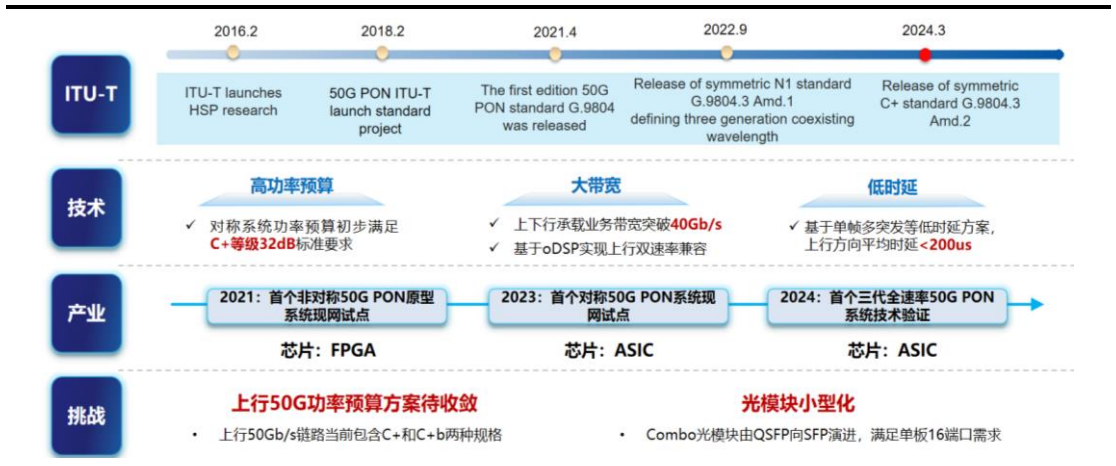 2016.2
2018.2
2021.4
2022.9
2024.3
ITU-T
ITU-T launches
HSP research
50G PON ITU-T
launch standard
project
The first edition 50G
PON standard G.9804
was released
Release of symmetric N1 standard
G.9804.3 Amd.1
defining three generation coexisting
wavelength
Release of symmetric
C+ standard G.9804.3
Amd.2
技术
高功率预算
✓ 对称系统功率预算初步满足
C+等级32dB标准要求
大带宽
✓ 上下行承载业务带宽突破40Gb/s
✓ 基于oDSP实现上行双速率兼容
低时延
✓ 基于单帧多突发等低时延方案，
上行方向平均时延<200us
产业
2021：首个非对称50G PON原型
系统现网试点
芯片：FPGA
2023：首个对称50G PON系统现
网试点
芯片：ASIC
2024：首个三代全速率50G PON
系统技术验证
芯片：ASIC
挑战
上行50G功率预算方案待收敛
• 上行50Gb/s链路当前包含C+和C+b两种规格
光模块小型化
• Combo光模块由QSFP向SFP演进，满足单板16端口需求